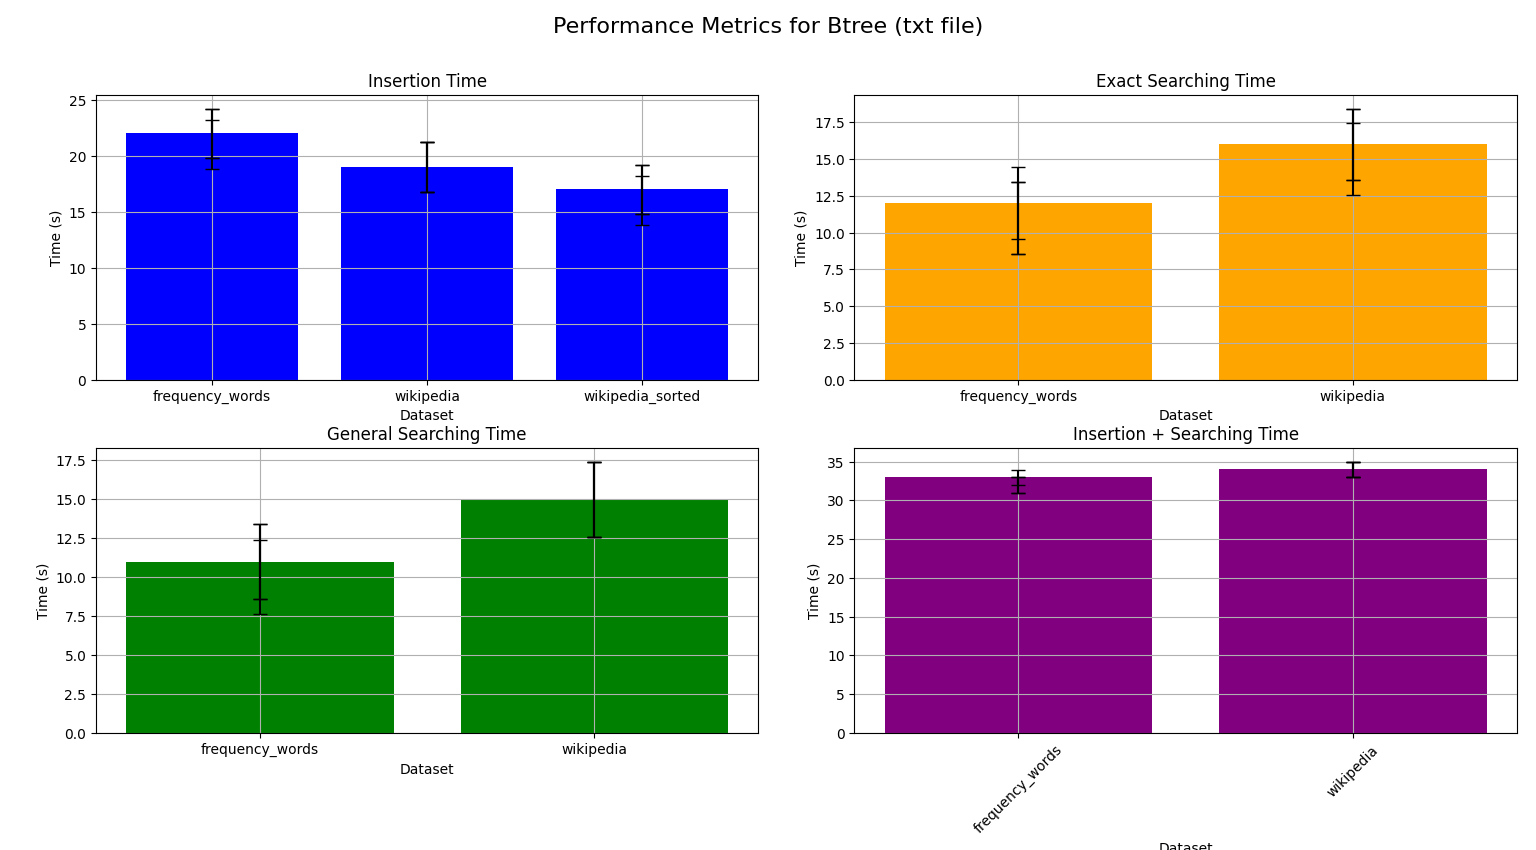 Performance Metrics for Btree (txt file)
Insertion Time
25
20
15
10
5
0
Time (s)
frequency_words
wikipedia
wikipedia_sorted
Dataset
Exact Searching Time
17.5
15.0
12.5
10.0
7.5
5.0
2.5
0.0
Time (s)
frequency_words
wikipedia
Dataset
General Searching Time
17.5
15.0
12.5
10.0
7.5
5.0
2.5
0.0
Time (s)
frequency_words
wikipedia
Dataset
Insertion + Searching Time
35
30
25
20
15
10
5
0
Time (s)
frequency_words
wikipedia
Dataset